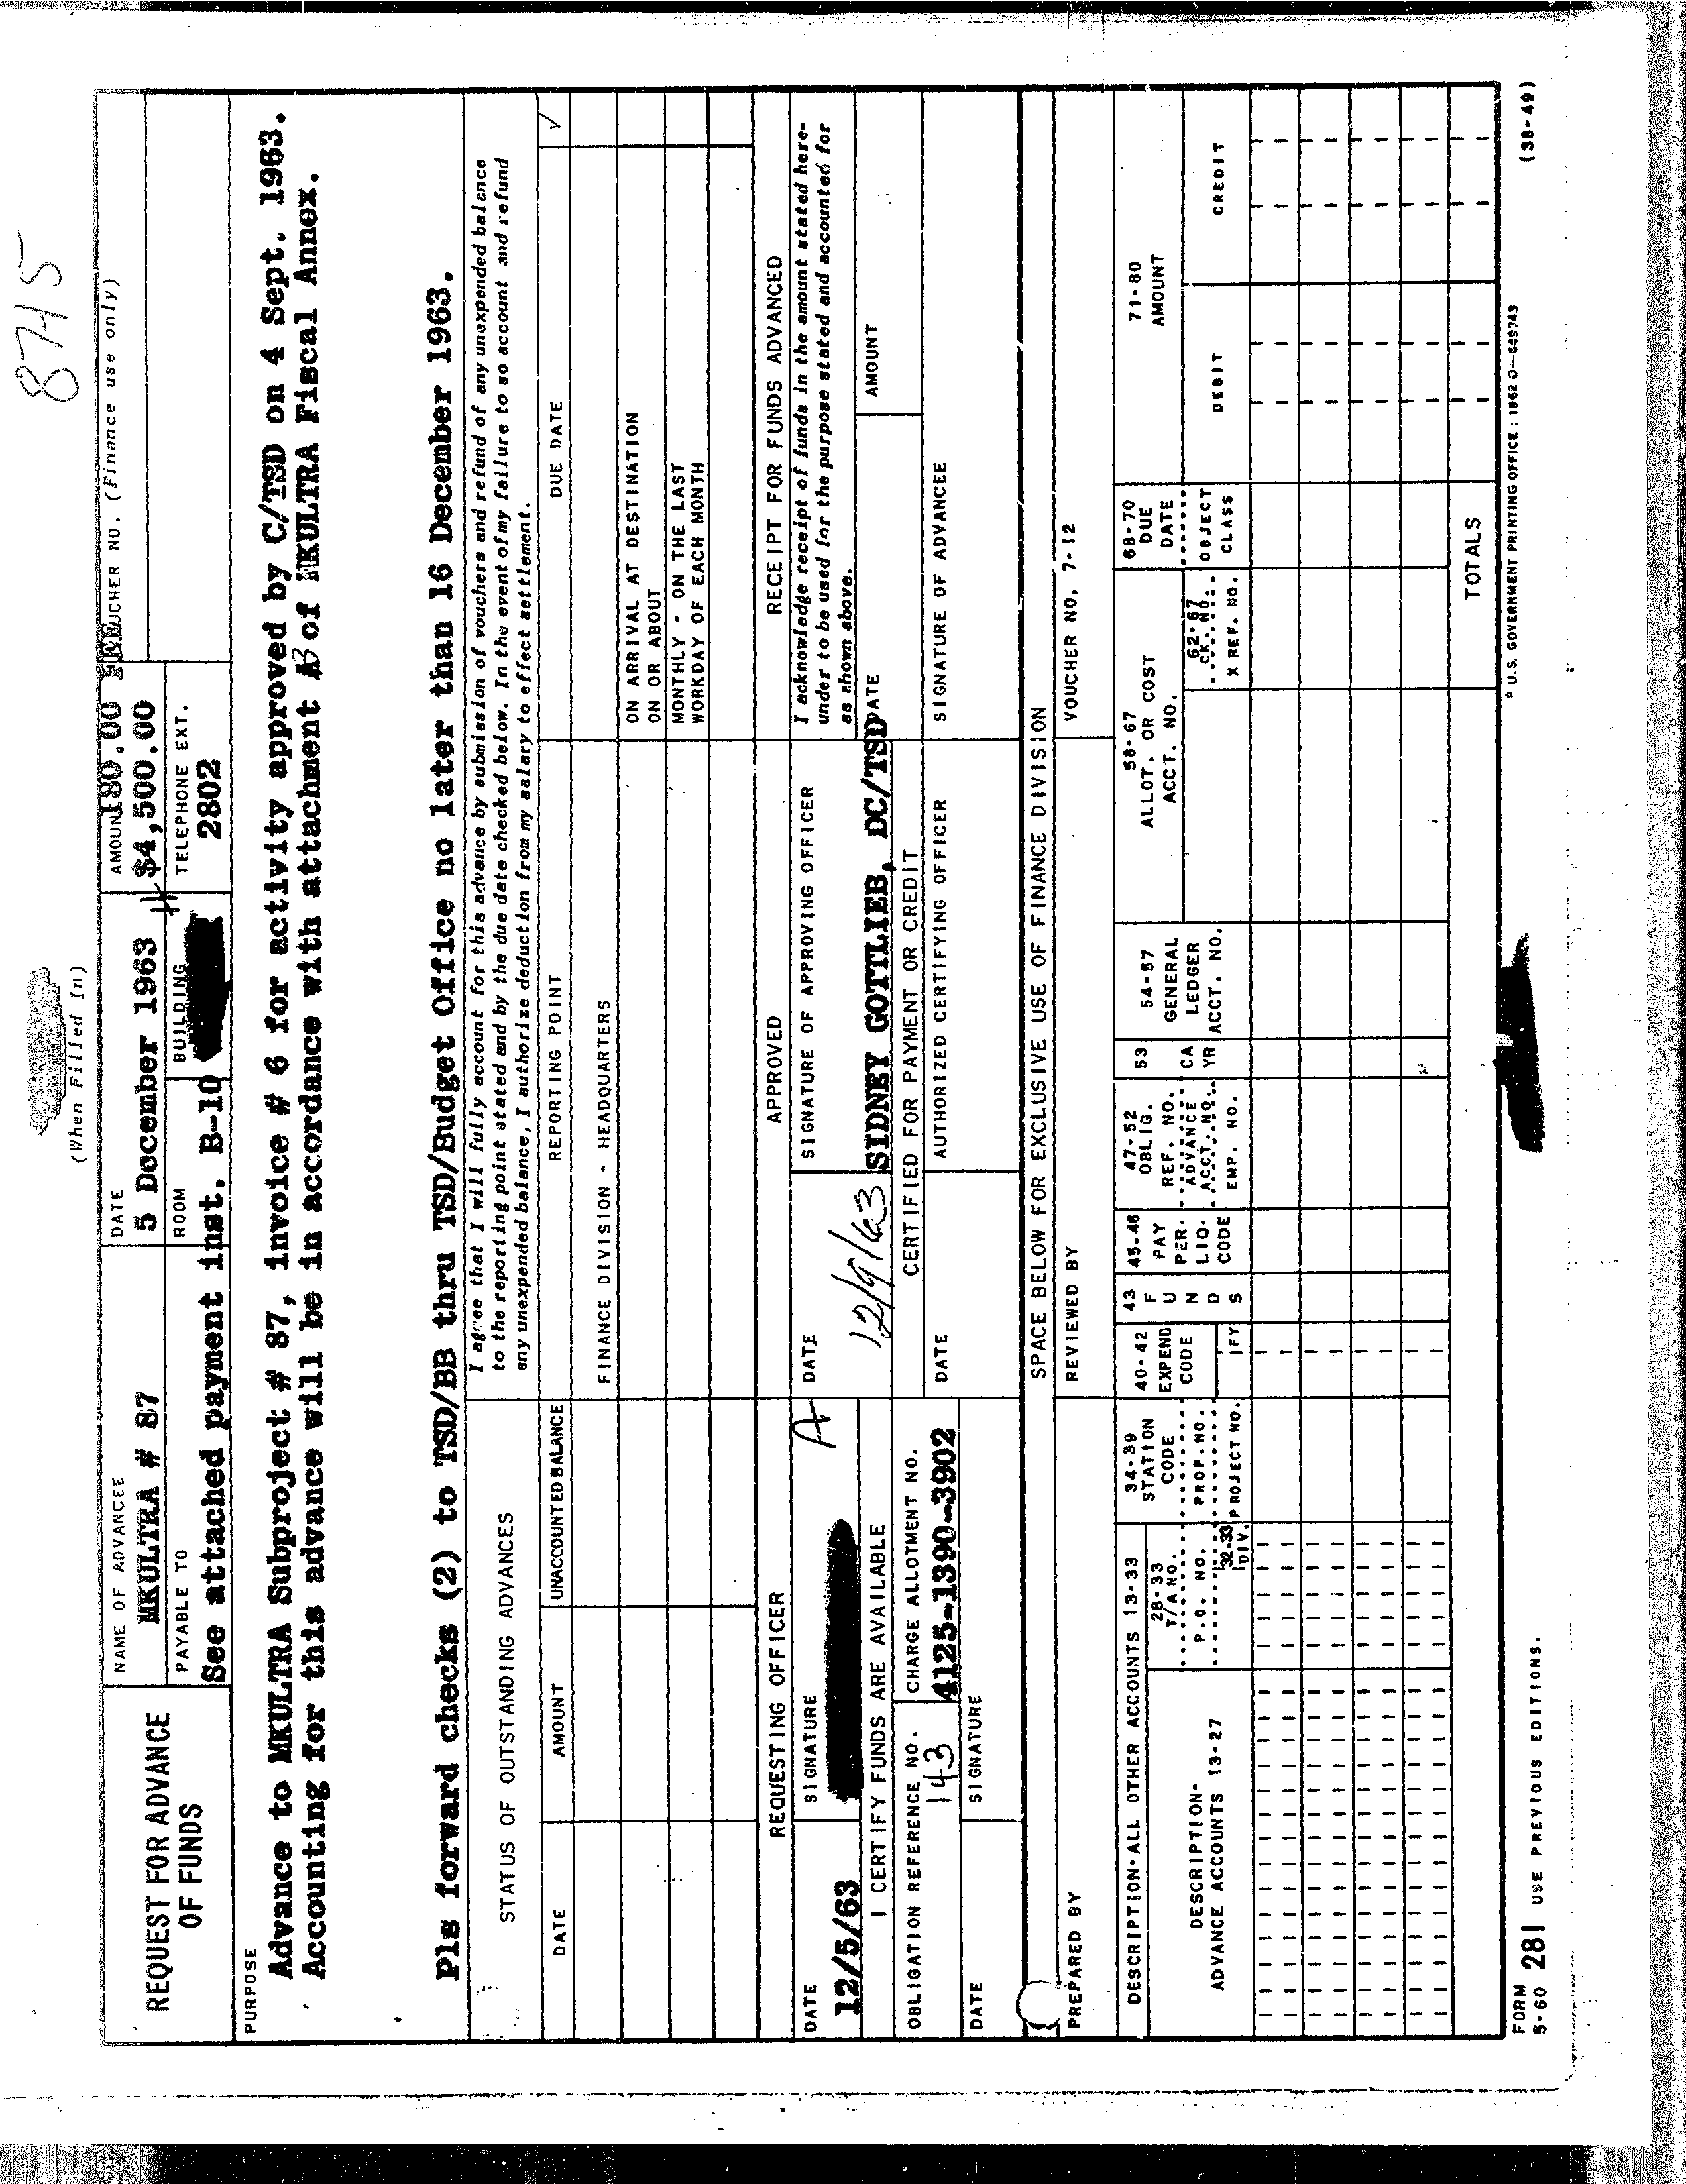 8745
(When Filled In)
REQUEST FOR ADVANCE
OF FUNDS
NAME OF ADVANCEE
MKULTRA # 87
DATE
5 December 1963
AMOUNT
180.00 FEE
$4,500.00
VOUCHER NO. (Finance use only)
PAYABLE TO
See attached payment inst.
ROOM
B-10
BUILDING
TELEPHONE EXT.
2802
PURPOSE
Advance to MKULTRA Subproject # 87, Invoice # 6 for activity approved by C/TSD on 4 Sept. 1963.
Accounting for this advance will be in accordance with attachment B of MKULTRA Fiscal Annex.
Pls forward checks (2) to TSD/BB thru TSD/Budget Office no later than 16 December 1963.
STATUS OF OUTSTANDING ADVANCES
I agree that I will fully account for this advance by submission of vouchers and refund of any unexpended balance
to the reporting point stated and by the due date checked below. In the event of my failure to so account and refund
any unexpended balance, I authorize deduction from my salary to effect settlement.
DATE
AMOUNT
UNACCOUNTED BALANCE
REPORTING POINT
DUE DATE
✓
FINANCE DIVISION - HEADQUARTERS
ON ARRIVAL AT DESTINATION
ON OR ABOUT
MONTHLY - ON THE LAST
WORKDAY OF EACH MONTH
REQUESTING OFFICER
APPROVED
RECEIPT FOR FUNDS ADVANCED
DATE
12/5/63
SIGNATURE
A
DATE
12/9/63
SIGNATURE OF APPROVING OFFICER
SIDNEY GOTTLIEB, DC/TSD
I acknowledge receipt of funds in the amount stated here-
under to be used for the purpose stated and accounted for
as shown above.
I CERTIFY FUNDS ARE AVAILABLE
CERTIFIED FOR PAYMENT OR CREDIT
DATE
AMOUNT
OBLIGATION REFERENCE NO.
143
CHARGE ALLOTMENT NO.
4125-1390-3902
DATE
AUTHORIZED CERTIFYING OFFICER
SIGNATURE OF ADVANCEE
DATE
SIGNATURE
SPACE BELOW FOR EXCLUSIVE USE OF FINANCE DIVISION
PREPARED BY
REVIEWED BY
VOUCHER NO. 7-12
DESCRIPTION-ALL OTHER ACCOUNTS 13-33
DESCRIPTION-
ADVANCE ACCOUNTS 13-27
28-33
T/A NO.
P.O. NO.
32-33
DIV.
34-39
STATION
CODE
PROP. NO.
PROJECT NO.
40-42
EXPEND
CODE
FY
43
F
U
N
D
S
45-46
PAY
PER.
LIQ.
CODE
47-52
OBLIG.
REF. NO.
ADVANCE
ACCT. NO.
EMP. NO.
53
CA
YR
54-57
GENERAL
LEDGER
ACCT. NO.
58-67
ALLOT. OR COST
ACCT. NO.
62-67
CK. NO.
X REF. NO.
68-70
DUE
DATE
OBJECT
CLASS
71-80
AMOUNT
DEBIT
CREDIT
TOTALS
FORM
5-60 281 USE PREVIOUS EDITIONS.
* U.S. GOVERNMENT PRINTING OFFICE : 1962 O—649743
(38-49)